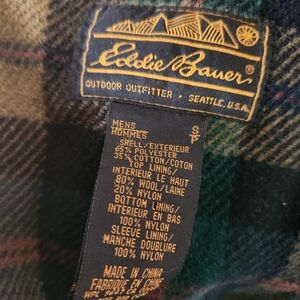 Eddie Bauer
OUTDOOR OUTFITTER • SEATTLE, U.S.A.
MENS S
HOMMES P
SHELL/EXTERIEUR
65% POLYESTER
35% COTTON/COTON
TOP LINING/
INTERIEUR LE HAUT
80% WOOL/LAINE
20% NYLON
BOTTOM LINING/
INTERIEUR EN BAS
100% NYLON
SLEEVE LINING/
MANCHE DOUBLURE
100% NYLON
MADE IN CHINA
FABRIQUE EN CHINE